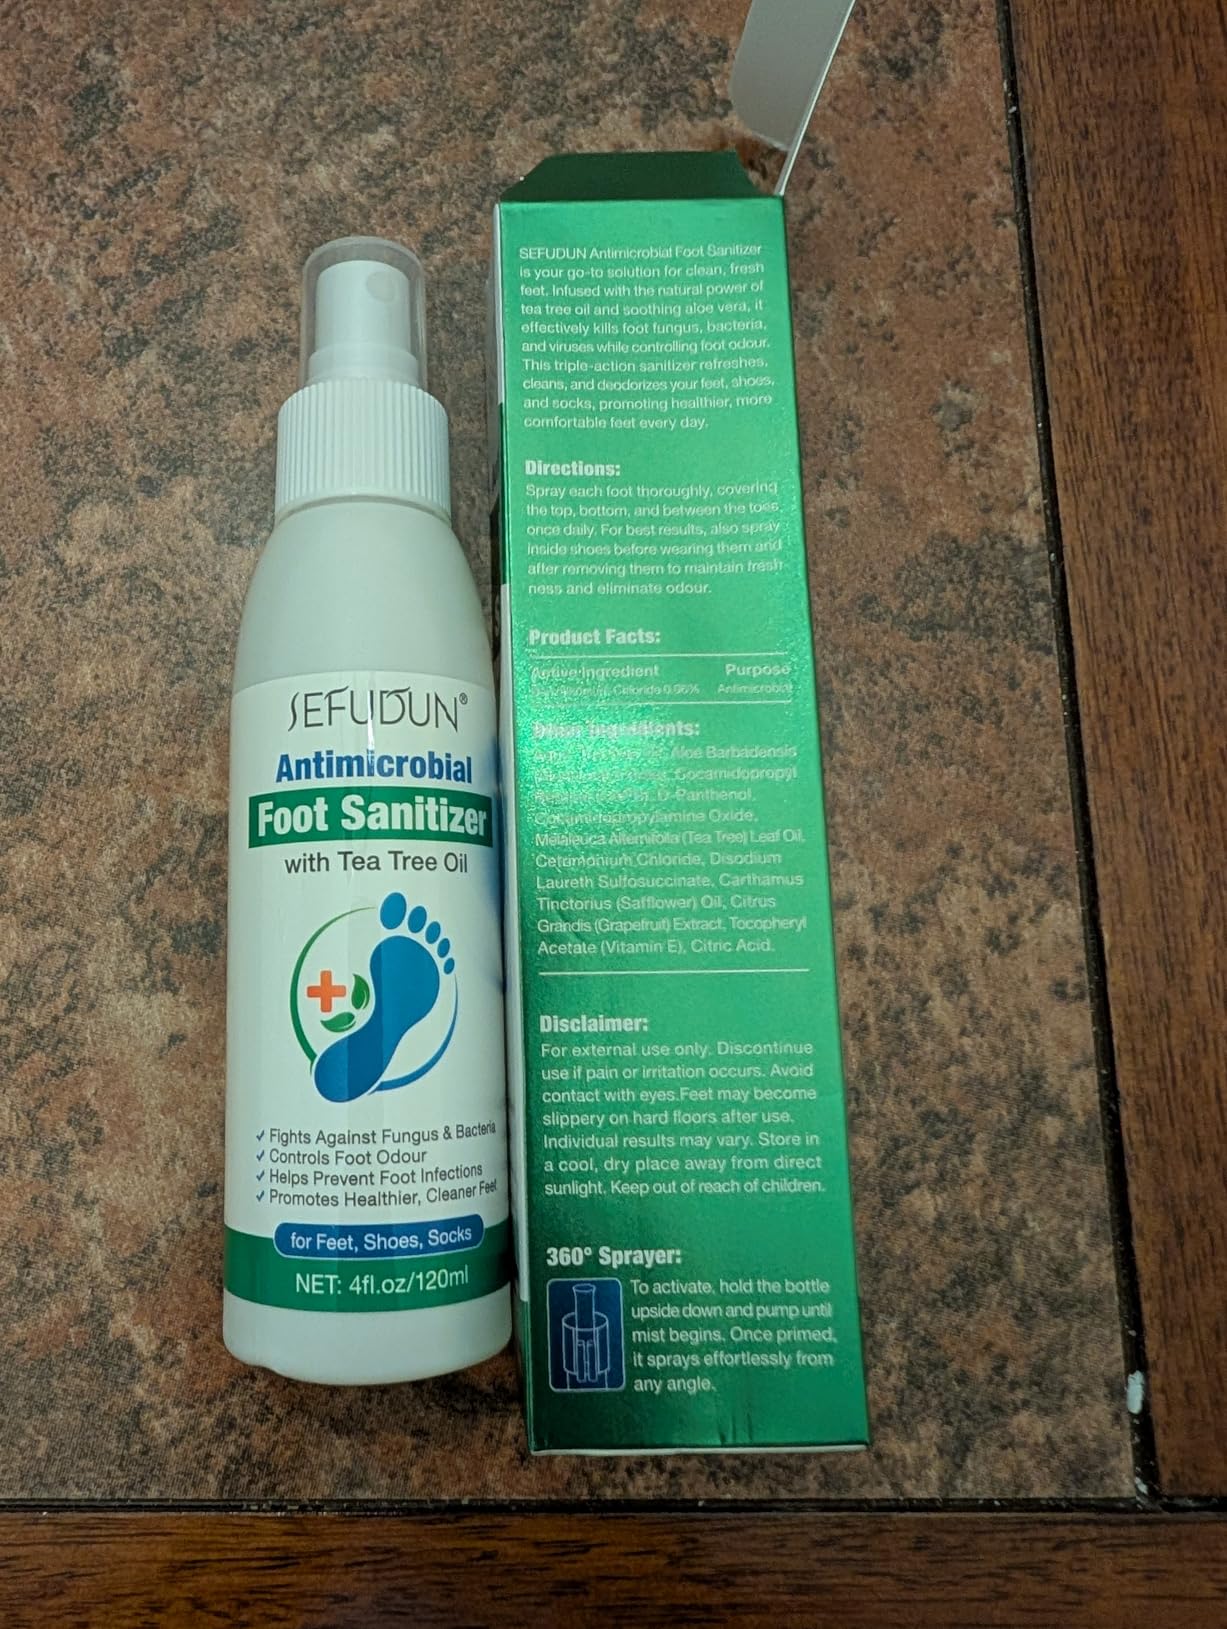 SEFUDUN®
Antimicrobial
Foot Sanitizer
with Tea Tree Oil
✓ Fights Against Fungus & Bacteria
✓ Controls Foot Odour
✓ Helps Prevent Foot Infections
✓ Promotes Healthier, Cleaner Feet
for Feet, Shoes, Socks
NET: 4fl.oz/120ml
SEFUDUN Antimicrobial Foot Sanitizer
is your go-to solution for clean, fresh
feet. Infused with the natural power of
tea tree oil and soothing aloe vera, it
effectively kills foot fungus, bacteria,
and viruses while controlling foot odour.
This triple-action sanitizer refreshes,
cleans, and deodorizes your feet, shoes,
and socks, promoting healthier, more
comfortable feet every day.
Directions:
Spray each foot thoroughly, covering
the top, bottom, and between the toes
once daily. For best results, also spray
inside shoes before wearing them and
after removing them to maintain fresh
ness and eliminate odour.
Product Facts:
Active Ingredient Purpose
Chloride Antimicrobial
Other Ingredients:
Aloe Barbadensis
Cocamidopropyl
D-Panthenol,
Cocamidopropylamine Oxide,
Melaleuca Alternifolia (Tea Tree) Leaf Oil,
Cetrimonium Chloride, Disodium
Laureth Sulfosuccinate, Carthamus
Tinctorius (Safflower) Oil, Citrus
Grandis (Grapefruit) Extract, Tocopheryl
Acetate (Vitamin E), Citric Acid.
Disclaimer:
For external use only. Discontinue
use if pain or irritation occurs. Avoid
contact with eyes.Feet may become
slippery on hard floors after use.
Individual results may vary. Store in
a cool, dry place away from direct
sunlight. Keep out of reach of children.
360° Sprayer:
To activate, hold the bottle
upside down and pump until
mist begins. Once primed,
it sprays effortlessly from
any angle.